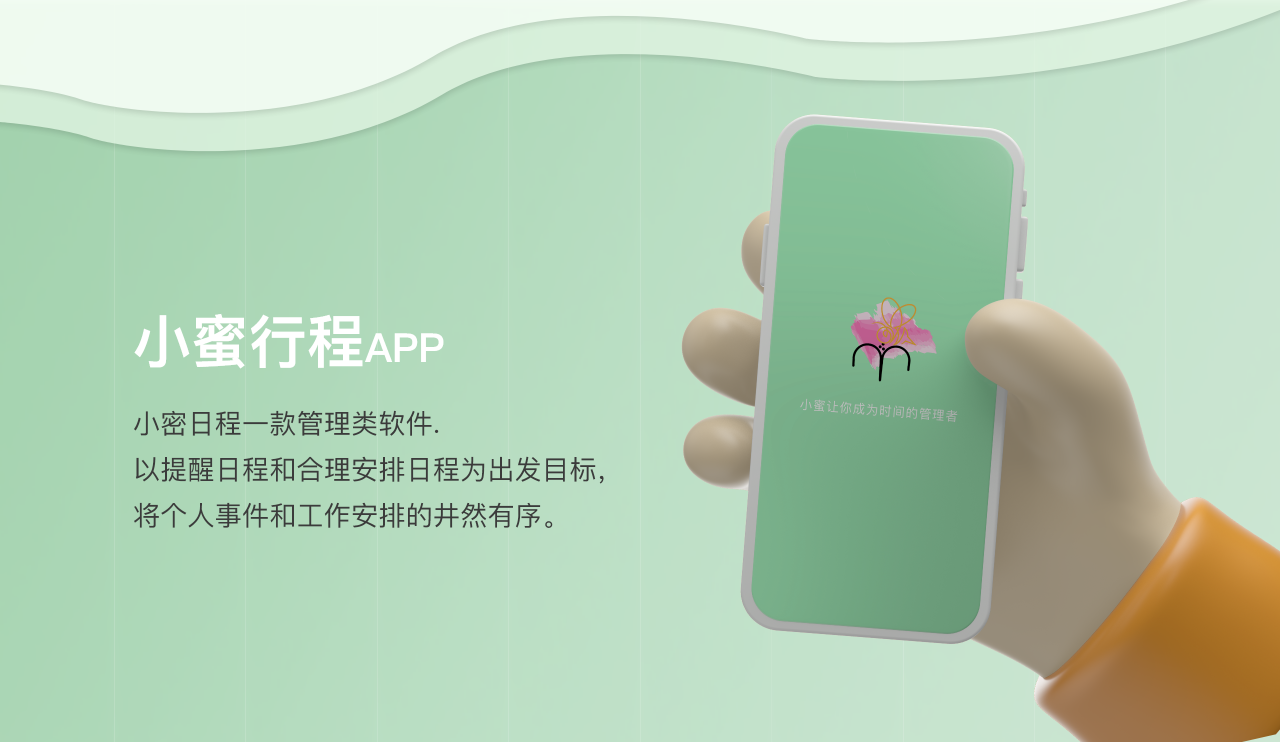 小蜜行程APP
小密日程一款管理类软件.
以提醒日程和合理安排日程为出发目标，
将个人事件和工作安排的井然有序。
小蜜让你成为时间的管理者